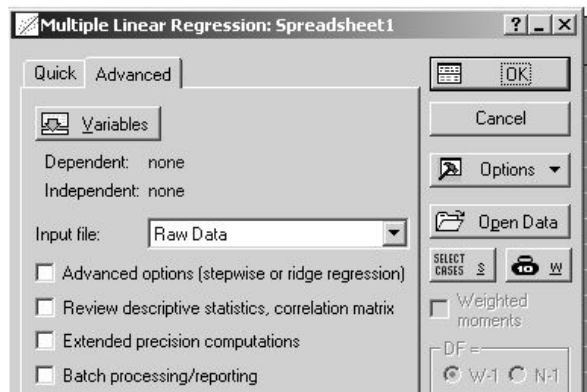 Multiple Linear Regression: Spreadsheet1
Quick
Advanced
Variables
Dependent: none
Independent: none
Input file: Raw Data
Advanced options (stepwise or ridge regression)
Review descriptive statistics, correlation matrix
Extended precision computations
Batch processing/reporting
OK
Cancel
Options
Open Data
SELECT CASES S
W
Weighted
moments
DF =
W-1 N-1